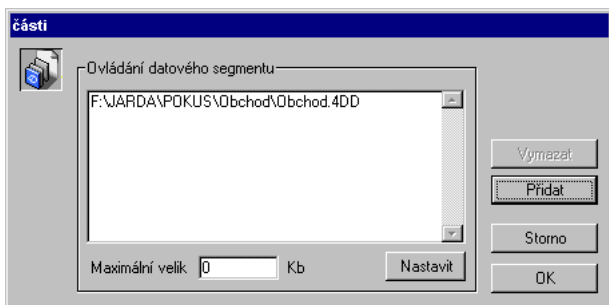 části
Ovládání datového segmentu
F:\JARDA\POKUS\Obchod\Obchod.4DD
Vymazat
Přidat
Storno
Maximální velik 0 Kb Nastavit
OK